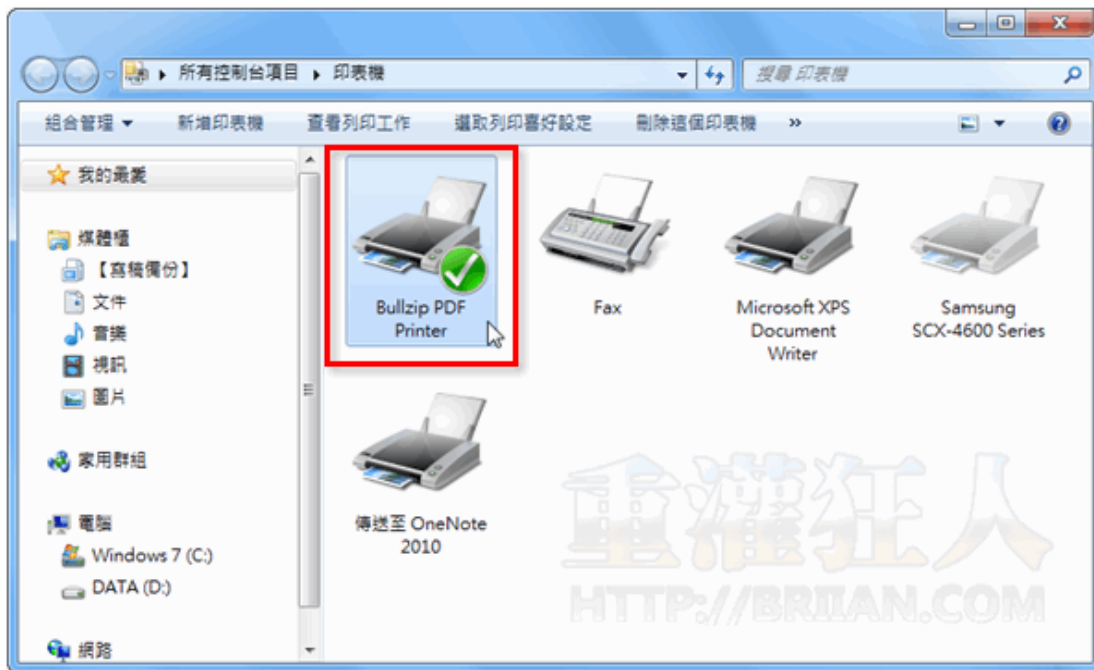 所有控制台項目 ▸ 印表機
搜尋 印表機
組合管理 新增印表機 查看列印工作 選取列印喜好設定 刪除這個印表機 »
我的最愛
媒體櫃
【寫稿備份】
文件
音樂
視訊
圖片
家用群組
電腦
Windows 7 (C:)
DATA (D:)
網路
Bullzip PDF
Printer
Fax
Microsoft XPS
Document
Writer
Samsung
SCX-4600 Series
傳送至 OneNote
2010
重灌狂人
HTTP://BRIIAN.COM